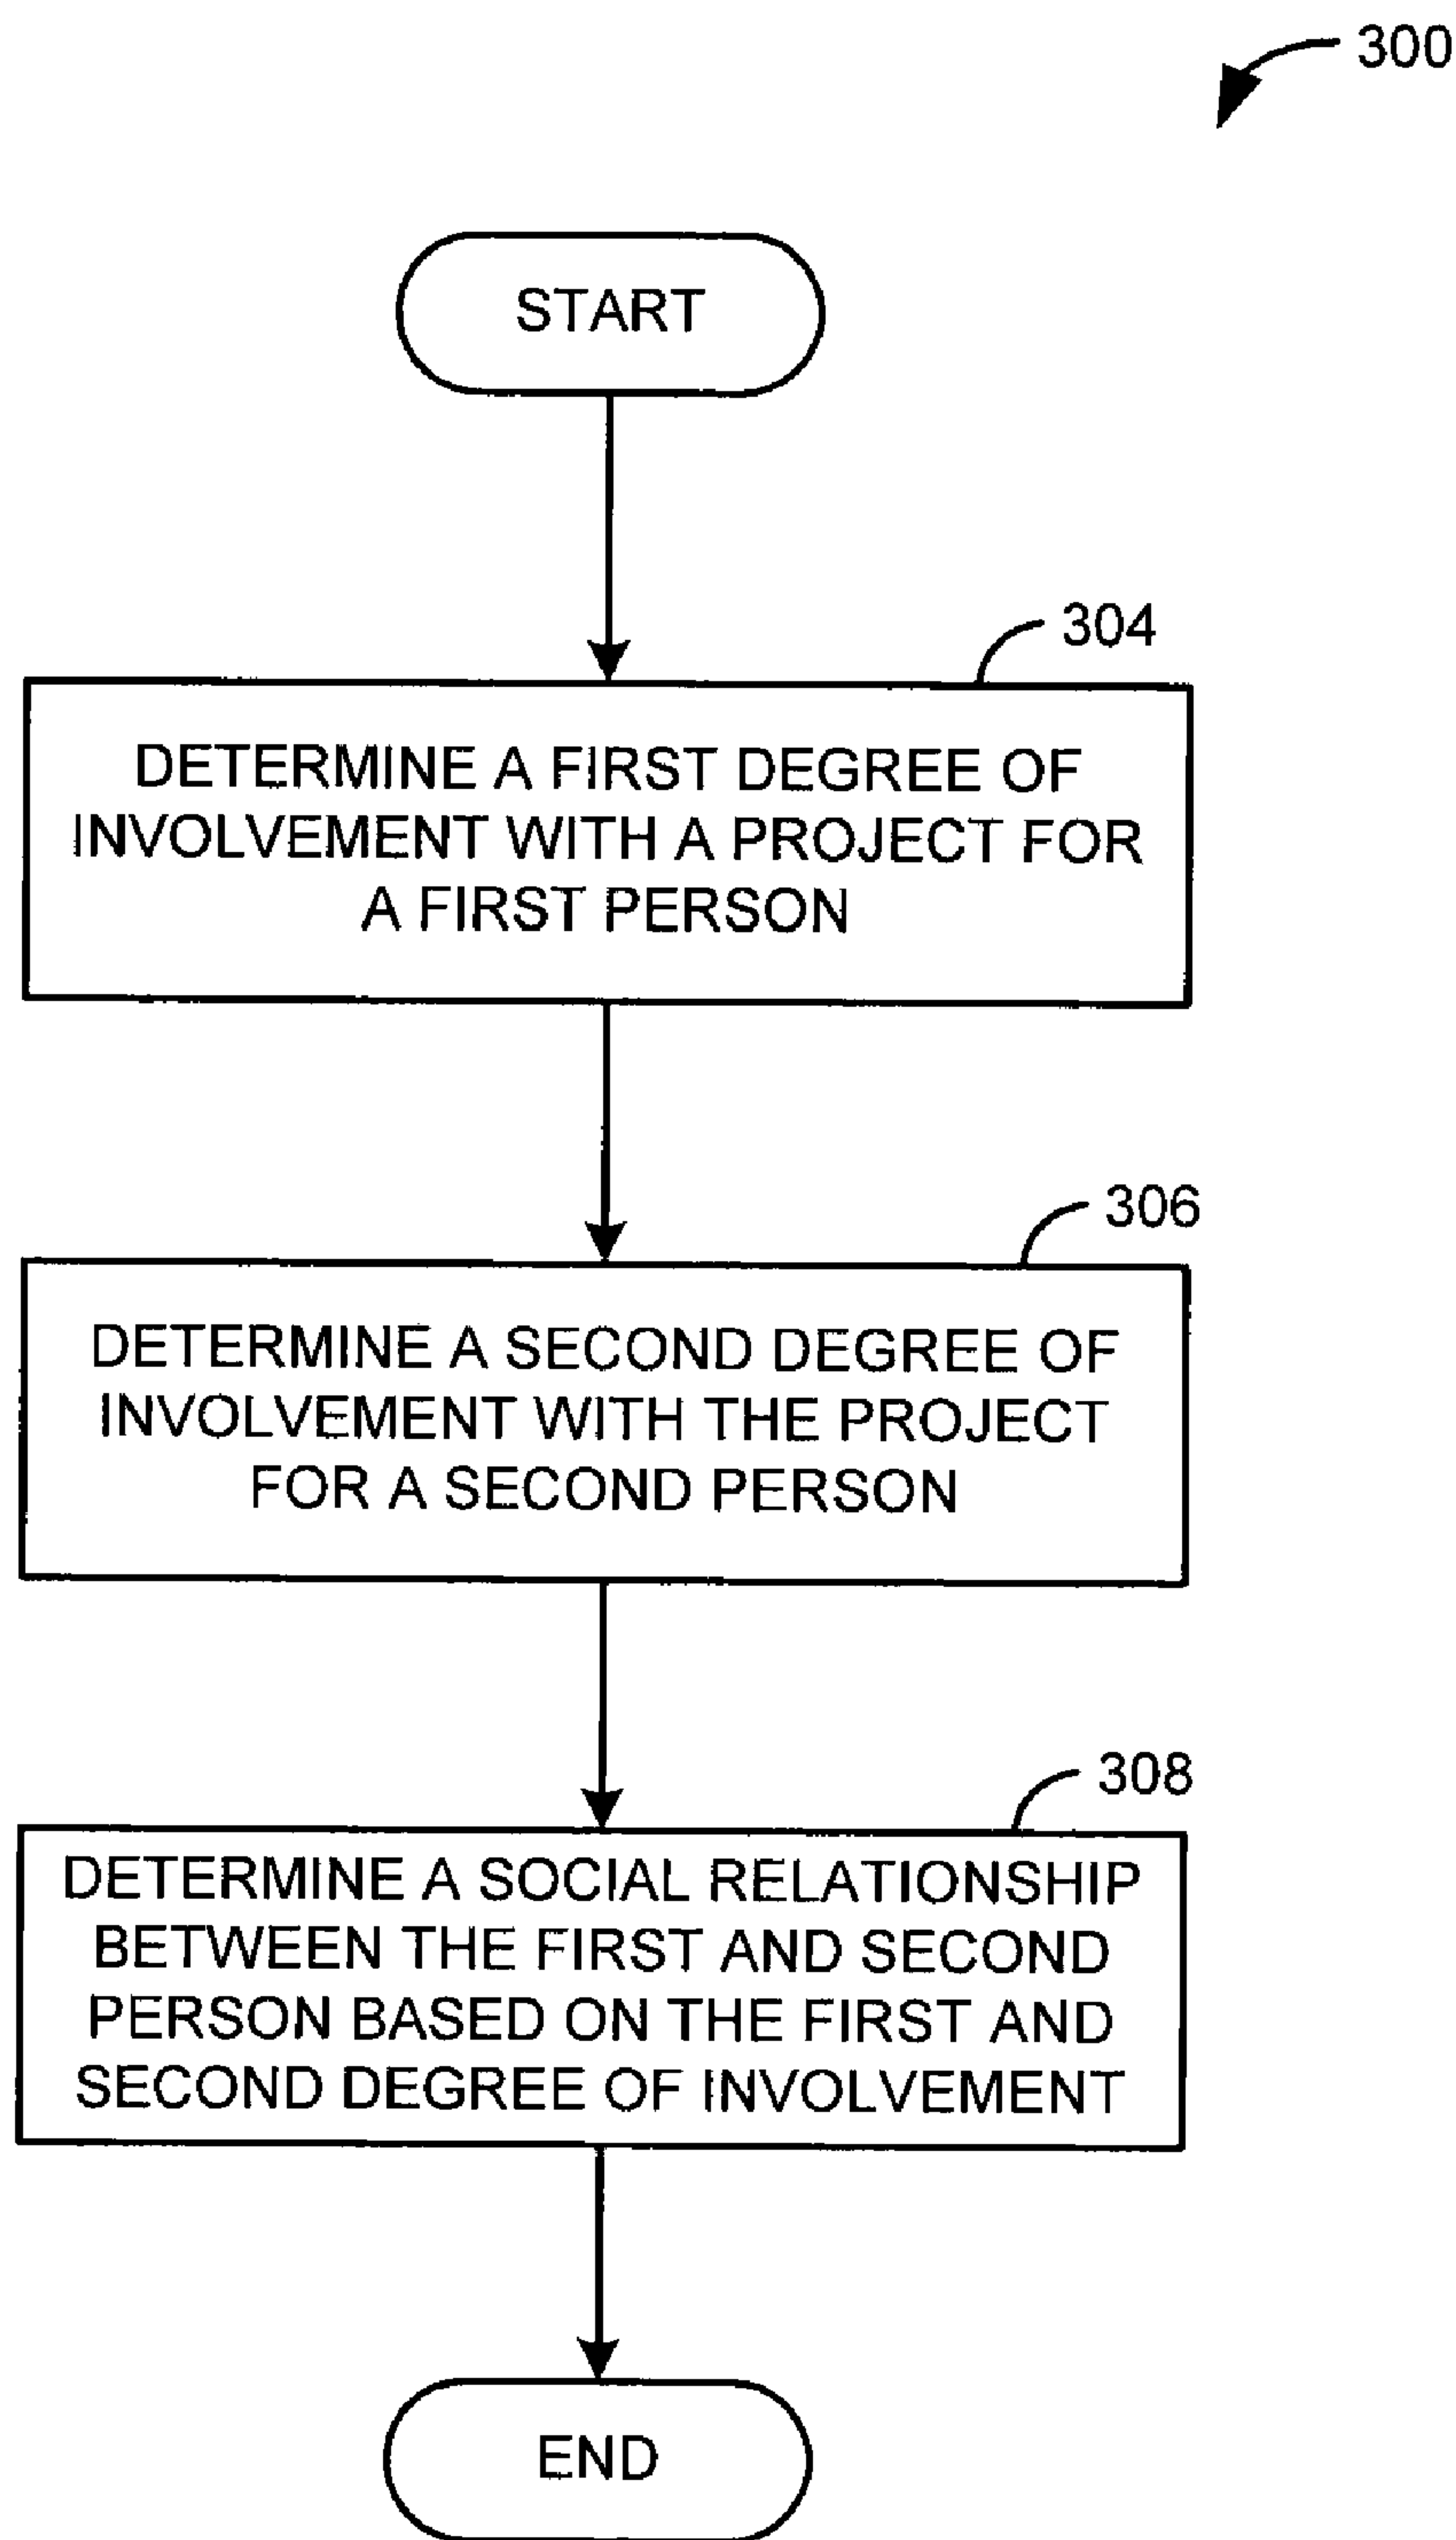 300
START
304
DETERMINE A FIRST DEGREE OF
INVOLVEMENT WITH A PROJECT FOR
A FIRST PERSON
306
DETERMINE A SECOND DEGREE OF
INVOLVEMENT WITH THE PROJECT
FOR A SECOND PERSON
308
DETERMINE A SOCIAL RELATIONSHIP
BETWEEN THE FIRST AND SECOND
PERSON BASED ON THE FIRST AND
SECOND DEGREE OF INVOLVEMENT
END